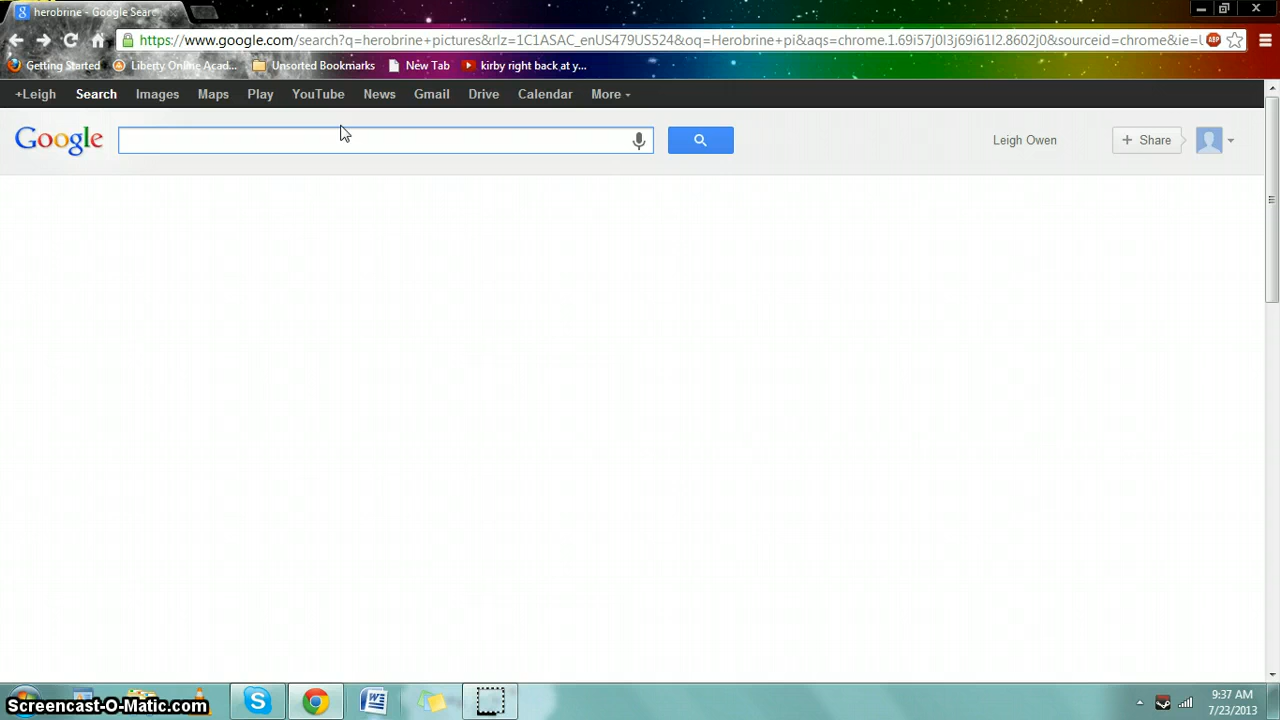 herobrine - Google Searc
https://www.google.com/search?q=herobrine+pictures&rlz=1C1ASAC_enUS479US524&oq=Herobrine+pi&aqs=chrome.1.69i57j0l3j69i61l2.8602j0&sourceid=chrome&ie=U
ABP
Getting Started
Liberty Online Acad...
Unsorted Bookmarks
New Tab
kirby right back at y...
+Leigh Search Images Maps Play YouTube News Gmail Drive Calendar More
Google
Leigh Owen
+ Share
Screencast-O-Matic.com
9:37 AM
7/23/2013